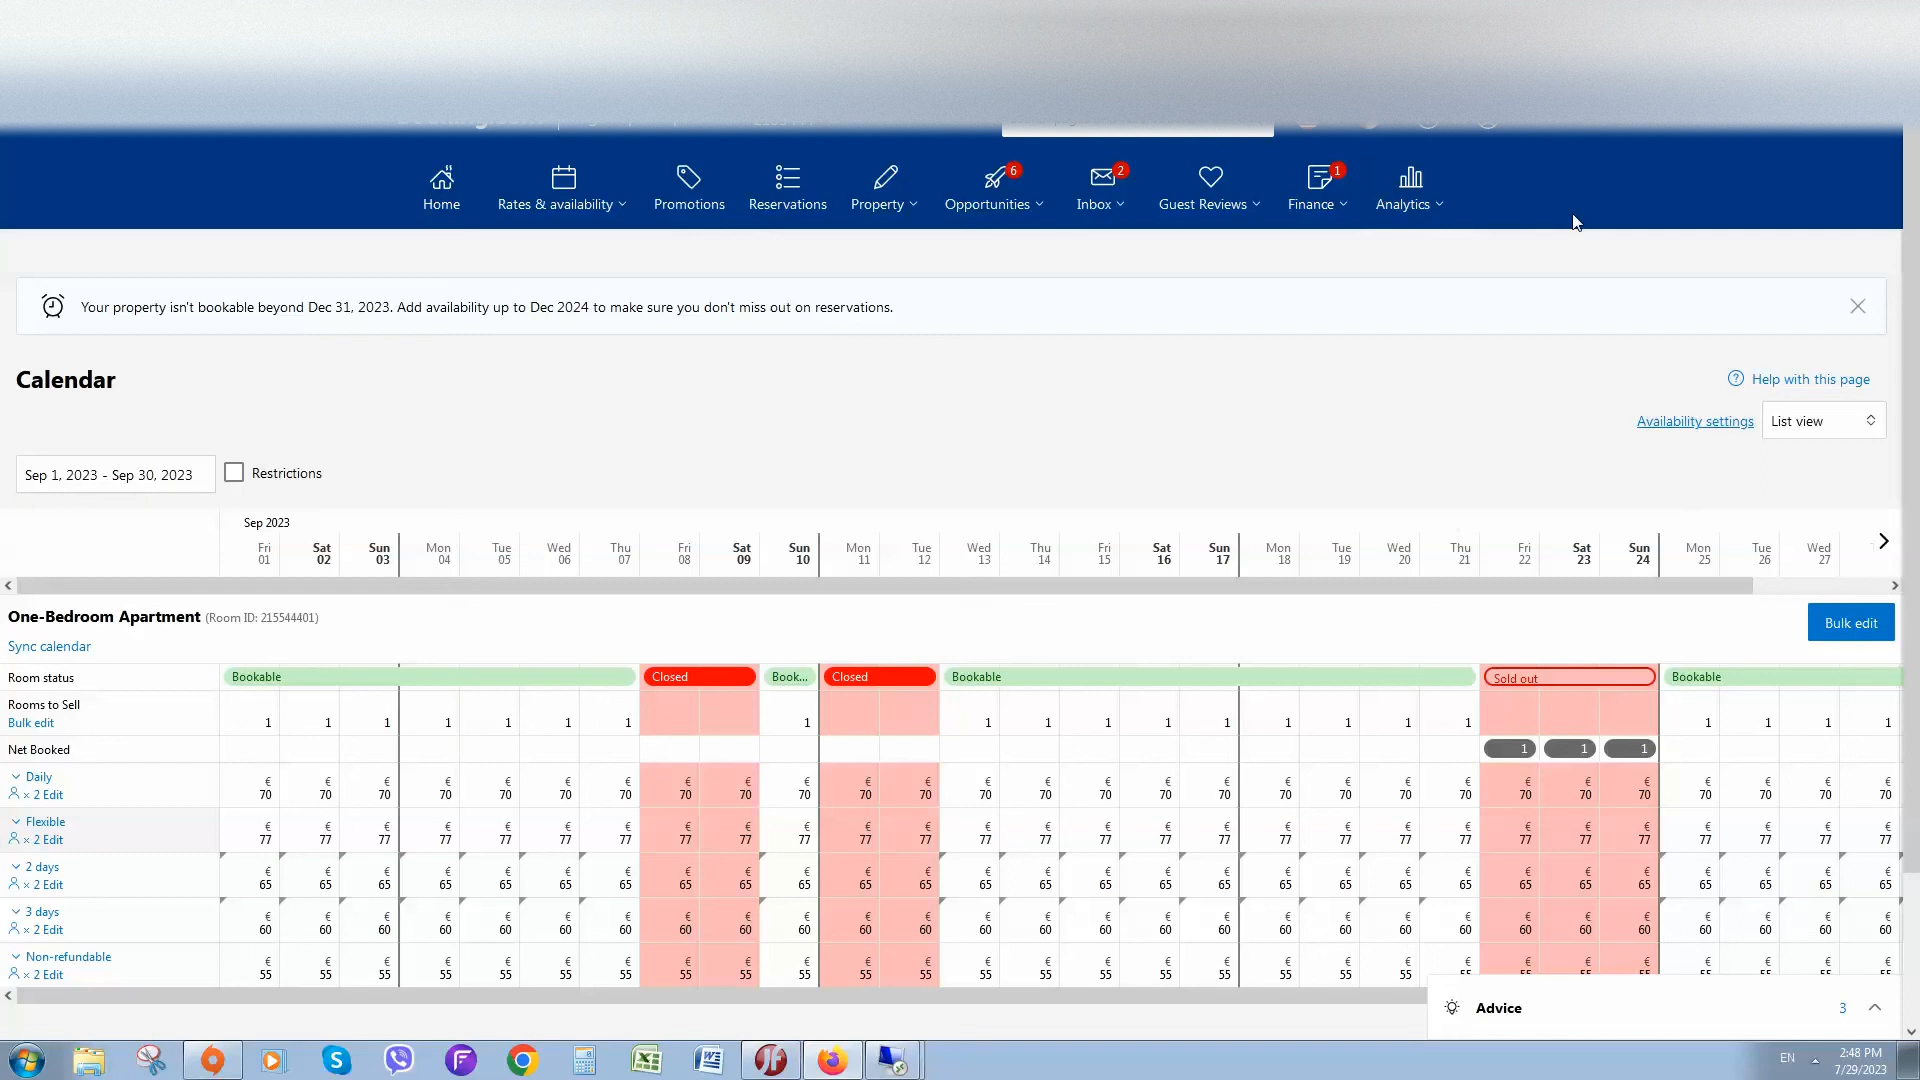 6
2
1
Home
Rates & availability
Promotions
Reservations
Property
Opportunities
Inbox
Guest Reviews
Finance
Analytics
Your property isn't bookable beyond Dec 31, 2023. Add availability up to Dec 2024 to make sure you don't miss out on reservations.
Calendar
Help with this page
Availability settings
List view
Sep 1, 2023 - Sep 30, 2023
Restrictions
Sep 2023
Fri Sat Sun Mon Tue Wed Thu Fri Sat Sun Mon Tue Wed Thu Fri Sat Sun Mon Tue Wed Thu Fri Sat Sun Mon Tue Wed
01 02 03 04 05 06 07 08 09 10 11 12 13 14 15 16 17 18 19 20 21 22 23 24 25 26 27
One-Bedroom Apartment (Room ID: 215544401)
Bulk edit
Sync calendar
Room status Bookable Closed Book... Closed Bookable Sold out Bookable
Rooms to Sell
Bulk edit 1 1 1 1 1 1 1 1 1 1 1 1 1 1 1 1 1 1 1 1 1
Net Booked 1 1 1
Daily € € € € € € € € € € € € € € € € € € € € € € € € € € € €
× 2 Edit 70 70 70 70 70 70 70 70 70 70 70 70 70 70 70 70 70 70 70 70 70 70 70 70 70 70 70 70
Flexible € € € € € € € € € € € € € € € € € € € € € € € € € € € €
× 2 Edit 77 77 77 77 77 77 77 77 77 77 77 77 77 77 77 77 77 77 77 77 77 77 77 77 77 77 77 77
2 days € € € € € € € € € € € € € € € € € € € € € € € € € € € €
× 2 Edit 65 65 65 65 65 65 65 65 65 65 65 65 65 65 65 65 65 65 65 65 65 65 65 65 65 65 65 65
3 days € € € € € € € € € € € € € € € € € € € € € € € € € € € €
× 2 Edit 60 60 60 60 60 60 60 60 60 60 60 60 60 60 60 60 60 60 60 60 60 60 60 60 60 60 60 60
Non-refundable € € € € € € € € € € € € € € € € € € € € € € € € € € € €
× 2 Edit 55 55 55 55 55 55 55 55 55 55 55 55 55 55 55 55 55 55 55 55 55 55 55 55 55 55 55 55
Advice 3
EN
2:48 PM
7/29/2023